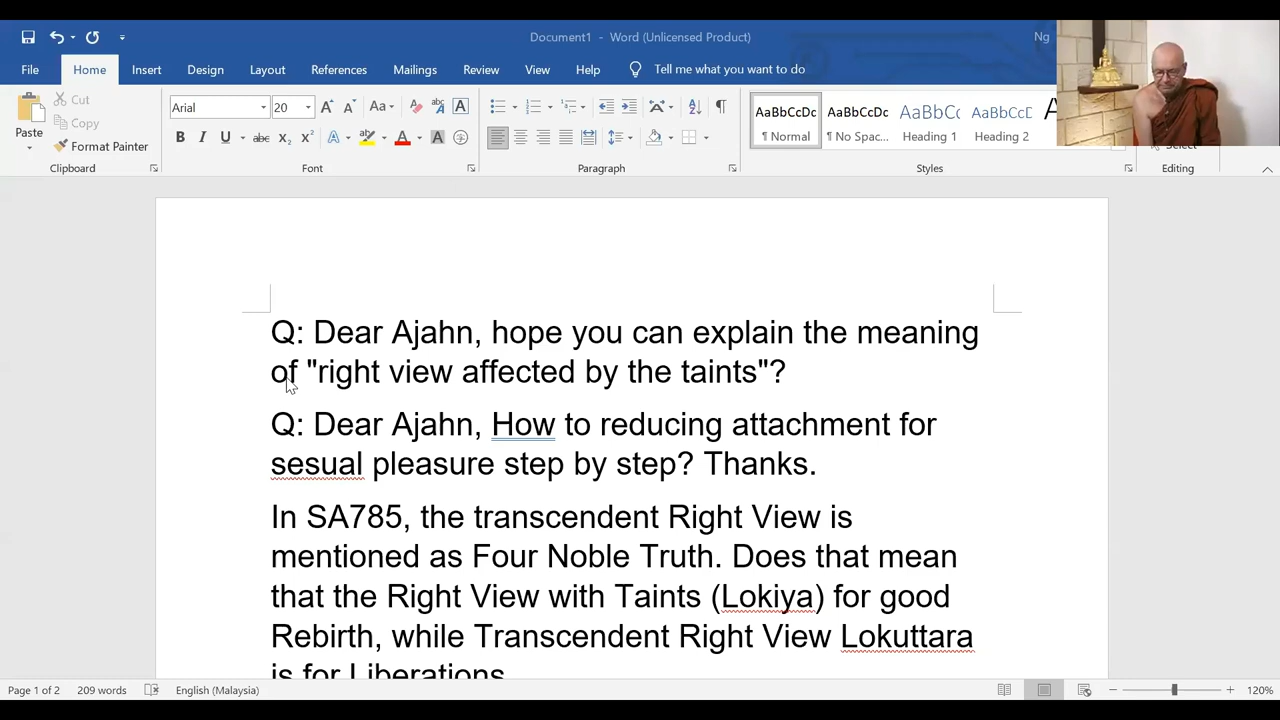 Document1 - Word (Unlicensed Product)
Ng
File Home Insert Design Layout References Mailings Review View Help Tell me what you want to do
Paste
Cut
Copy
Format Painter
Clipboard
Arial 20
Font
Paragraph
AaBbCcDc AaBbCcDc AaBbCc AaBbCcD
¶ Normal ¶ No Spac... Heading 1 Heading 2
Styles
Select
Editing
Q: Dear Ajahn, hope you can explain the meaning
of "right view affected by the taints"?
Q: Dear Ajahn, How to reducing attachment for
sesual pleasure step by step? Thanks.
In SA785, the transcendent Right View is
mentioned as Four Noble Truth. Does that mean
that the Right View with Taints (Lokiya) for good
Rebirth, while Transcendent Right View Lokuttara
is for Liberations
Page 1 of 2 209 words English (Malaysia) 120%